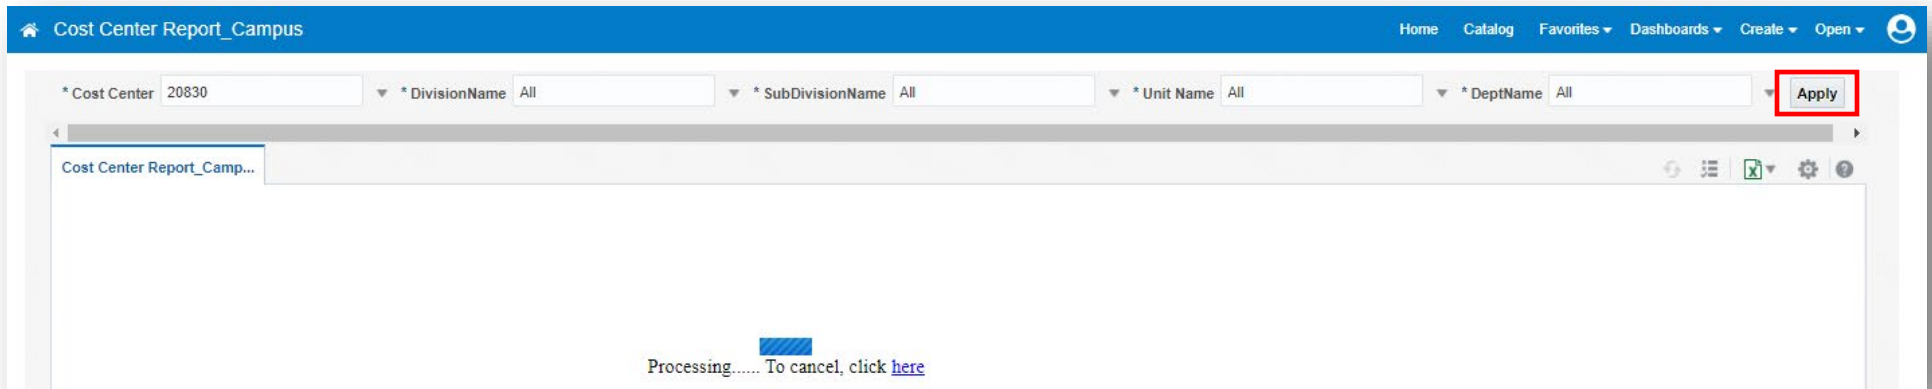 Cost Center Report_Campus Home Catalog Favorites Dashboards Create Open
* Cost Center 20830 * DivisionName All * SubDivisionName All * Unit Name All * DeptName All Apply
Cost Center Report_Camp...
Processing...... To cancel, click here